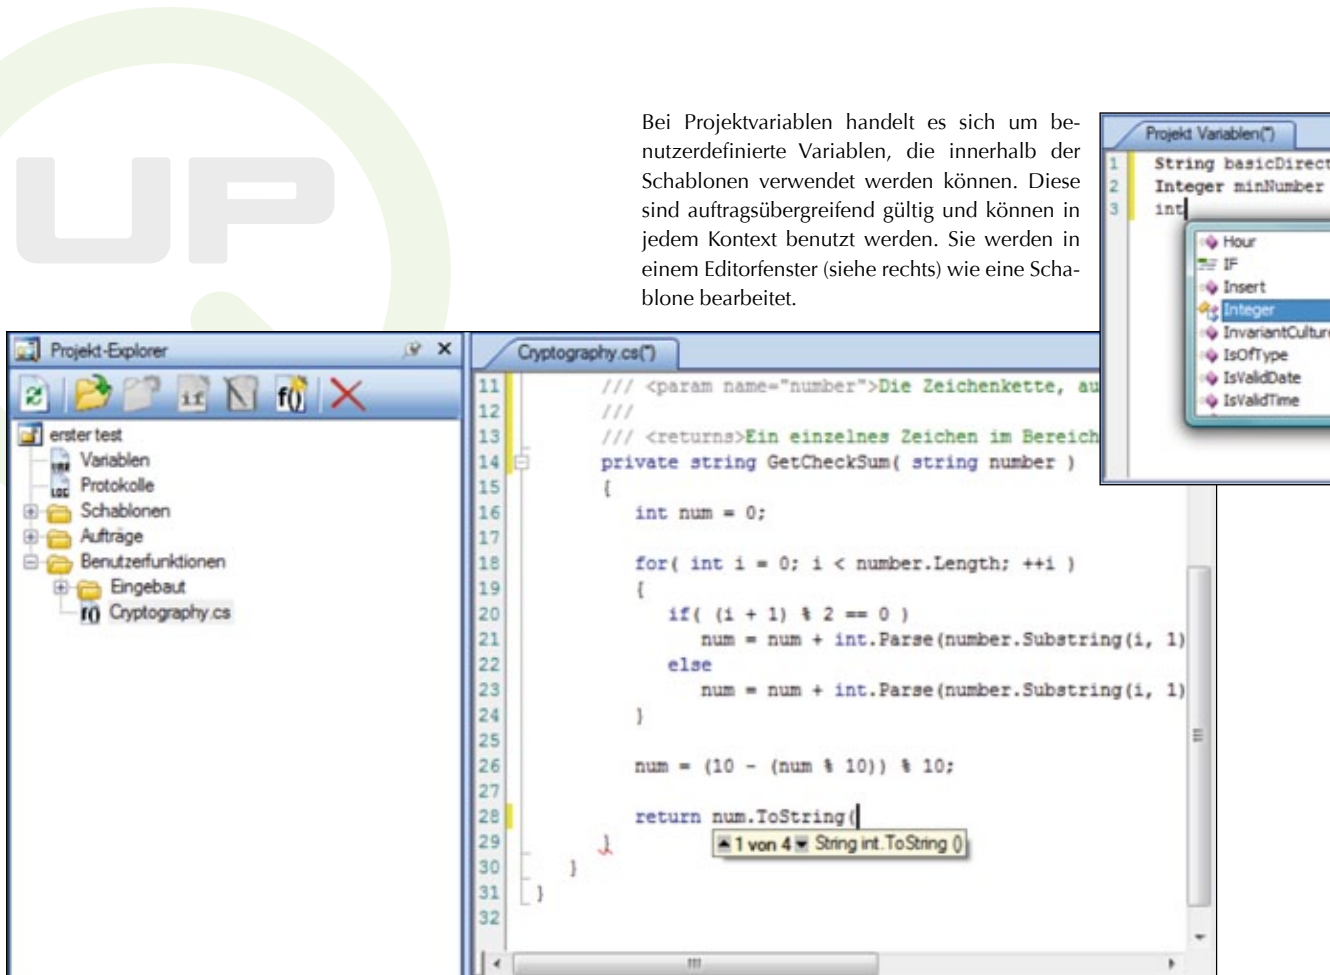 UP
Bei Projektvariablen handelt es sich um be-
nutzerdefinierte Variablen, die innerhalb der
Schablonen verwendet werden können. Diese
sind auftragsübergreifend gültig und können in
jedem Kontext benutzt werden. Sie werden in
einem Editorfenster (siehe rechts) wie eine Scha-
blone bearbeitet.
Projekt Variablen(*)
1 String basicDirect
2 Integer minNumber
3 int
Hour
IF
Insert
Integer
InvariantCulture
IsOfType
IsValidDate
IsValidTime
Projekt-Explorer
if f()
erster test
Variablen
Protokolle
Schablonen
Aufträge
Benutzerfunktionen
Eingebaut
f() Cryptography.cs
Cryptography.cs(*)
11 /// <param name="number">Die Zeichenkette, au
12 ///
13 /// <returns>Ein einzelnes Zeichen im Bereich
14 private string GetCheckSum( string number )
15 {
16 int num = 0;
17
18 for( int i = 0; i < number.Length; ++i )
19 {
20 if( (i + 1) % 2 == 0 )
21 num = num + int.Parse(number.Substring(i, 1)
22 else
23 num = num + int.Parse(number.Substring(i, 1)
24 }
25
26 num = (10 - (num % 10)) % 10;
27
28 return num.ToString(
29 }
1 von 4 String int.ToString ()
30 }
31 }
32